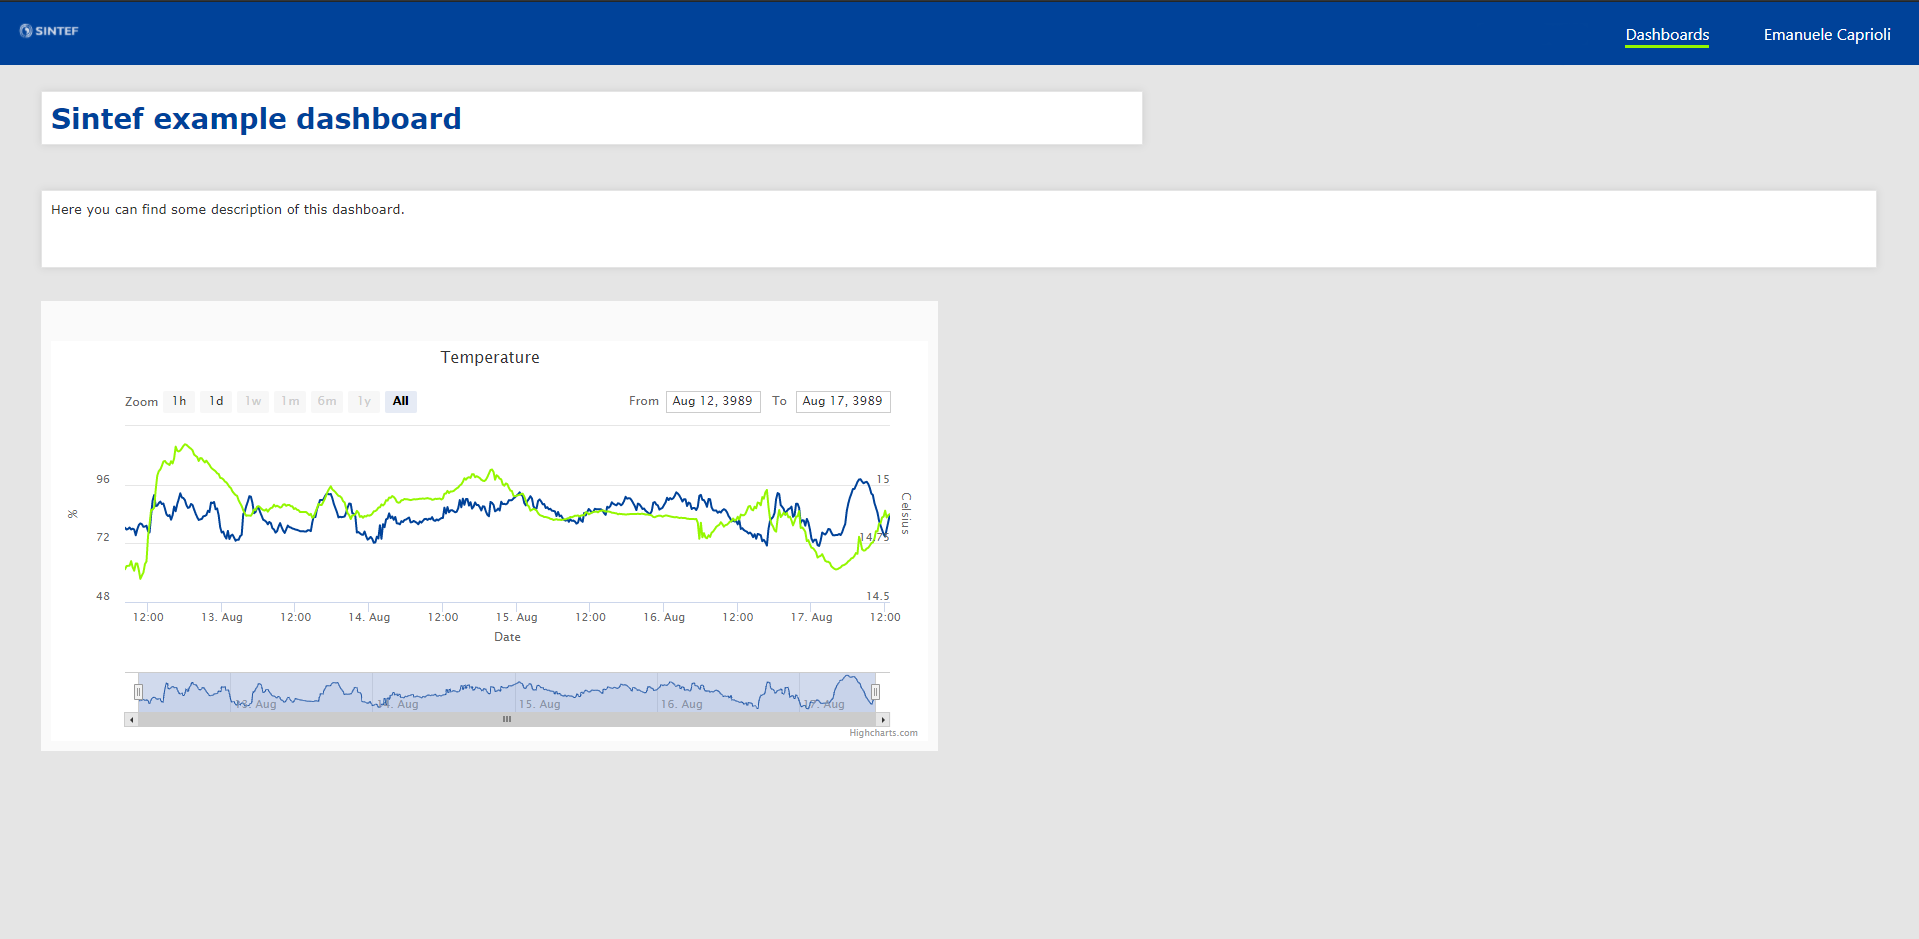 SINTEF
Dashboards Emanuele Caprioli
Sintef example dashboard
Here you can find some description of this dashboard.
Temperature
Zoom 1h 1d 1w 1m 6m 1y All From Aug 12, 3989 To Aug 17, 3989
96 15
%
Celsius
72 14.75
48 14.5
12:00 13. Aug 12:00 14. Aug 12:00 15. Aug 12:00 16. Aug 12:00 17. Aug 12:00
Date
13. Aug 14. Aug 15. Aug 16. Aug 17. Aug
Highcharts.com